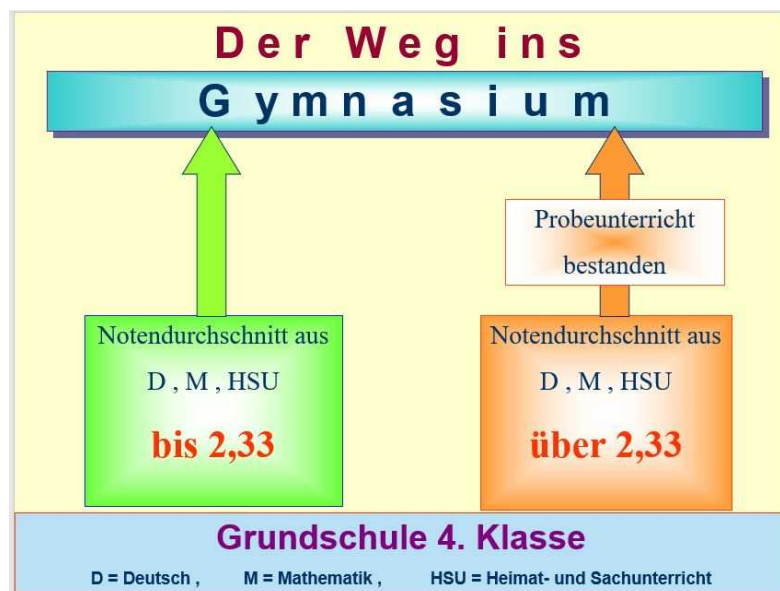 Der Weg ins
Gymnasium
Probeunterricht
bestanden
Notendurchschnitt aus
D , M , HSU
bis 2,33
Notendurchschnitt aus
D , M , HSU
über 2,33
Grundschule 4. Klasse
D = Deutsch , M = Mathematik , HSU = Heimat- und Sachunterricht